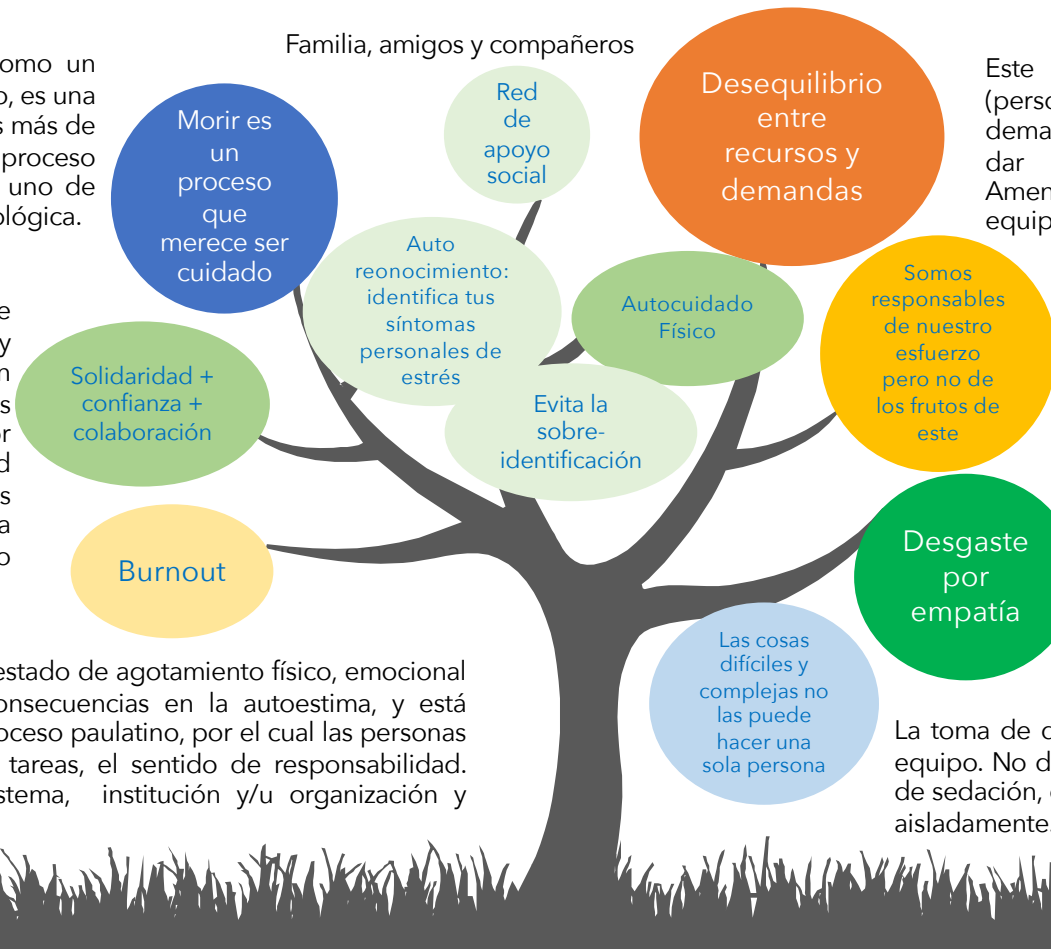 Familia, amigos y compañeros
omo un
o, es una
s más de
proceso
uno de
ológica.
Morir es
un
proceso
que
merece ser
cuidado
Red
de
apoyo
social
Desequilibrio
entre
recursos y
demandas
Este
(perso
dema
dar
Amen
equip
Auto
reonocimiento:
identifica tus
síntomas
personales de
estrés
Autocuidado
Físico
Somos
responsables
de nuestro
esfuerzo
pero no de
los frutos de
este
e
y
n
s
or
d
s
a
o
Solidaridad +
confianza +
colaboración
Evita la
sobre-
identificación
Burnout
Desgaste
por
empatía
estado de agotamiento físico, emocional
onsecuencias en la autoestima, y está
oceso paulatino, por el cual las personas
tareas, el sentido de responsabilidad.
stema, institución y/u organización y
Las cosas
difíciles y
complejas no
las puede
hacer una
sola persona
La toma de d
equipo. No d
de sedación, e
aisladamente.